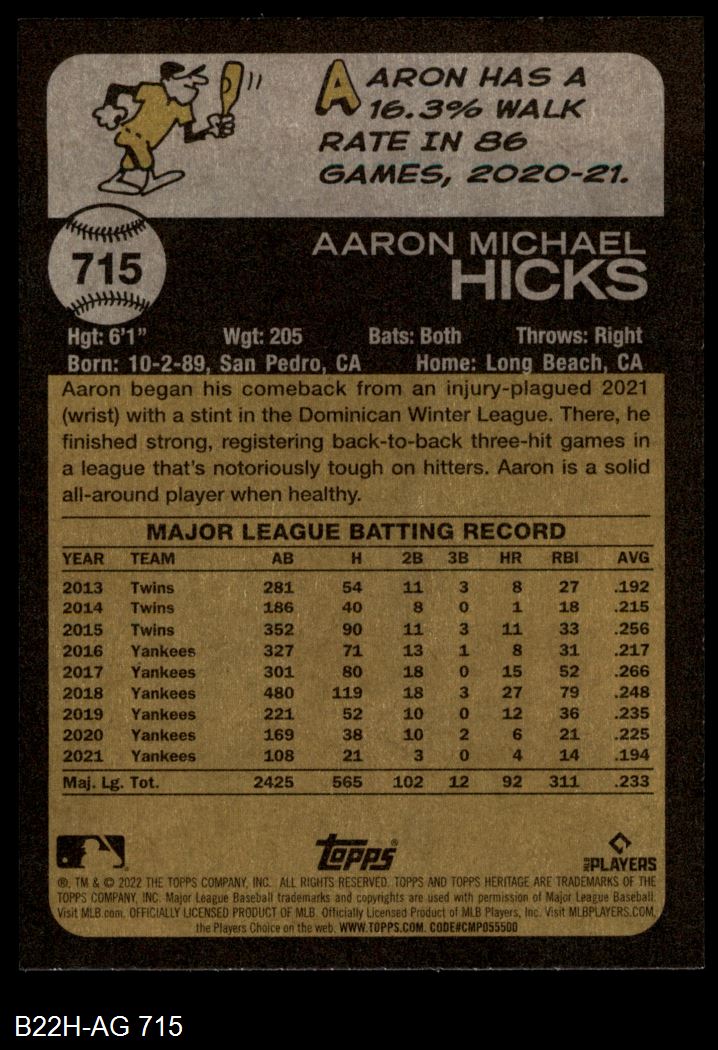 AARON HAS A
16.3% WALK
RATE IN 86
GAMES, 2020-21.
715
AARON MICHAEL
HICKS
Hgt: 6'1" Wgt: 205 Bats: Both Throws: Right
Born: 10-2-89, San Pedro, CA Home: Long Beach, CA
Aaron began his comeback from an injury-plagued 2021
(wrist) with a stint in the Dominican Winter League. There, he
finished strong, registering back-to-back three-hit games in
a league that's notoriously tough on hitters. Aaron is a solid
all-around player when healthy.
MAJOR LEAGUE BATTING RECORD
YEAR TEAM AB H 2B 3B HR RBI AVG
2013 Twins 281 54 11 3 8 27 .192
2014 Twins 186 40 8 0 1 18 .215
2015 Twins 352 90 11 3 11 33 .256
2016 Yankees 327 71 13 1 8 31 .217
2017 Yankees 301 80 18 0 15 52 .266
2018 Yankees 480 119 18 3 27 79 .248
2019 Yankees 221 52 10 0 12 36 .235
2020 Yankees 169 38 10 2 6 21 .225
2021 Yankees 108 21 3 0 4 14 .194
Maj. Lg. Tot. 2425 565 102 12 92 311 .233
Topps®
MLB PLAYERS
®, TM & © 2022 THE TOPPS COMPANY, INC. ALL RIGHTS RESERVED. TOPPS AND TOPPS HERITAGE ARE TRADEMARKS OF THE
TOPPS COMPANY, INC. Major League Baseball trademarks and copyrights are used with permission of Major League Baseball.
Visit MLB.com. OFFICIALLY LICENSED PRODUCT OF MLB. Officially Licensed Product of MLB Players, Inc. Visit MLBPLAYERS.COM,
the Players Choice on the web. WWW.TOPPS.COM. CODE#CMP055500
B22H-AG 715